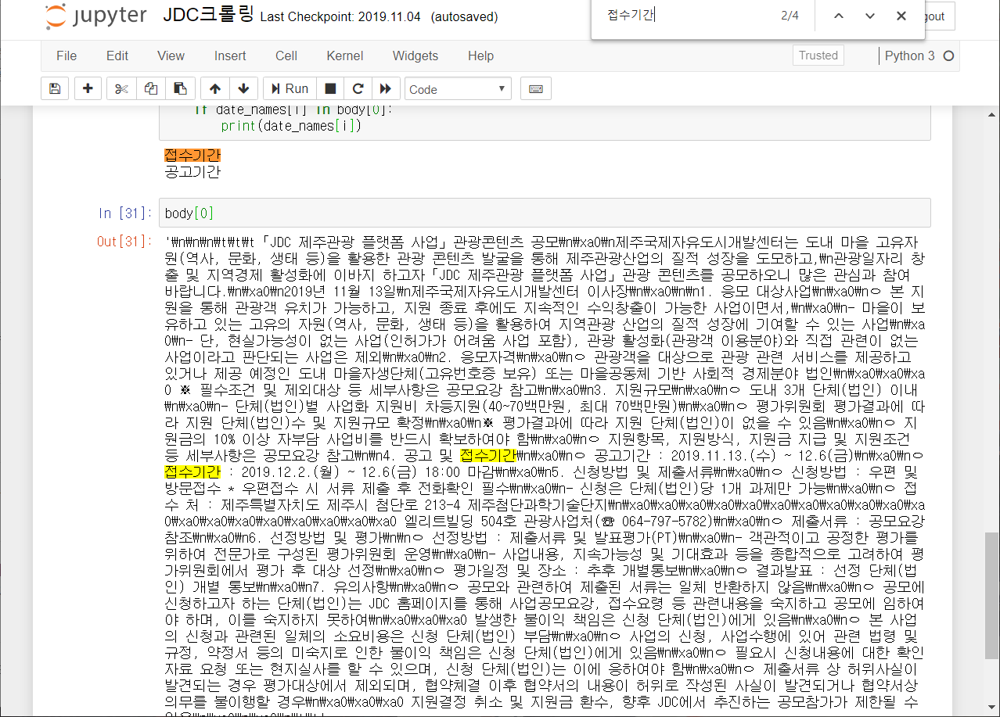 jupyter JDC크롤링 Last Checkpoint: 2019.11.04 (autosaved)
접수기간 2/4
gout
File Edit View Insert Cell Kernel Widgets Help Trusted Python 3
Run Code
if date_names[i] in body[0]:
print(date_names[i])
접수기간
공고기간
In [31]: body[0]
Out[31]: '₩n₩n₩n₩t₩t₩t「JDC 제주관광 플랫폼 사업」관광콘텐츠 공모₩n₩xa0₩n제주국제자유도시개발센터는 도내 마을 고유자
원(역사, 문화, 생태 등)을 활용한 관광 콘텐츠 발굴을 통해 제주관광산업의 질적 성장을 도모하고,₩n관광일자리 창
출 및 지역경제 활성화에 이바지 하고자「JDC 제주관광 플랫폼 사업」관광 콘텐츠를 공모하오니 많은 관심과 참여
바랍니다.₩n₩xa0₩n2019년 11월 13일₩n제주국제자유도시개발센터 이사장₩n₩xa0₩n₩n1. 응모 대상사업₩n₩xa0₩nㅇ 본 지
원을 통해 관광객 유치가 가능하고, 지원 종료 후에도 지속적인 수익창출이 가능한 사업이면서,₩n₩xa0₩n- 마을이 보
유하고 있는 고유의 자원(역사, 문화, 생태 등)을 활용하여 지역관광 산업의 질적 성장에 기여할 수 있는 사업₩n₩xa
0₩n- 단, 현실가능성이 없는 사업(인허가가 어려움 사업 포함), 관광 활성화(관광객 이용분야)와 직접 관련이 없는
사업이라고 판단되는 사업은 제외₩n₩xa0₩n2. 응모자격₩n₩xa0₩nㅇ 관광객을 대상으로 관광 관련 서비스를 제공하고
있거나 제공 예정인 도내 마을자생단체(고유번호증 보유) 또는 마을공동체 기반 사회적 경제분야 법인₩n₩xa0₩xa0₩xa
0 ※ 필수조건 및 제외대상 등 세부사항은 공모요강 참고₩n₩xa0₩n3. 지원규모₩n₩xa0₩nㅇ 도내 3개 단체(법인) 이내
₩n₩xa0₩n- 단체(법인)별 사업화 지원비 차등지원(40~70백만원, 최대 70백만원)₩n₩xa0₩nㅇ 평가위원회 평가결과에 따
라 지원 단체(법인)수 및 지원규모 확정₩n₩xa0₩n※ 평가결과에 따라 지원 단체(법인)이 없을 수 있음₩n₩xa0₩nㅇ 지
원금의 10% 이상 자부담 사업비를 반드시 확보하여야 함₩n₩xa0₩nㅇ 지원항목, 지원방식, 지원금 지급 및 지원조건
등 세부사항은 공모요강 참고₩n₩n4. 공고 및 접수기간₩n₩xa0₩nㅇ 공고기간 : 2019.11.13.(수) ~ 12.6(금)₩n₩xa0₩nㅇ
접수기간 : 2019.12.2.(월) ~ 12.6(금) 18:00 마감₩n₩xa0₩n5. 신청방법 및 제출서류₩n₩xa0₩nㅇ 신청방법 : 우편 및
방문접수 * 우편접수 시 서류 제출 후 전화확인 필수₩n₩xa0₩n- 신청은 단체(법인)당 1개 과제만 가능₩n₩xa0₩nㅇ 접
수 처 : 제주특별자치도 제주시 첨단로 213-4 제주첨단과학기술단지₩n₩xa0₩xa0₩xa0₩xa0₩xa0₩xa0₩xa0₩xa0₩xa0₩xa
0₩xa0₩xa0₩xa0₩xa0₩xa0₩xa0₩xa0 엘리트빌딩 504호 관광사업처(☎ 064-797-5782)₩n₩xa0₩nㅇ 제출서류 : 공모요강
참조₩n₩xa0₩n6. 선정방법 및 평가₩n₩nㅇ 선정방법 : 제출서류 및 발표평가(PT)₩n₩xa0₩n- 객관적이고 공정한 평가를
위하여 전문가로 구성된 평가위원회 운영₩n₩xa0₩n- 사업내용, 지속가능성 및 기대효과 등을 종합적으로 고려하여 평
가위원회에서 평가 후 대상 선정₩n₩xa0₩nㅇ 평가일정 및 장소 : 추후 개별통보₩n₩xa0₩nㅇ 결과발표 : 선정 단체(법
인) 개별 통보₩n₩xa0₩n7. 유의사항₩n₩xa0₩nㅇ 공모와 관련하여 제출된 서류는 일체 반환하지 않음₩n₩xa0₩nㅇ 공모에
신청하고자 하는 단체(법인)는 JDC 홈페이지를 통해 사업공모요강, 접수요령 등 관련내용을 숙지하고 공모에 임하여
야 하며, 이를 숙지하지 못하여₩n₩xa0₩xa0₩xa0 발생한 불이익 책임은 신청 단체(법인)에게 있음₩n₩xa0₩nㅇ 본 사업
의 신청과 관련된 일체의 소요비용은 신청 단체(법인) 부담₩n₩xa0₩nㅇ 사업의 신청, 사업수행에 있어 관련 법령 및
규정, 약정서 등의 미숙지로 인한 불이익 책임은 신청 단체(법인)에게 있음₩n₩xa0₩nㅇ 필요시 신청내용에 대한 확인
자료 요청 또는 현지실사를 할 수 있으며, 신청 단체(법인)는 이에 응하여야 함₩n₩xa0₩nㅇ 제출서류 상 허위사실이
발견되는 경우 평가대상에서 제외되며, 협약체결 이후 협약서의 내용이 허위로 작성된 사실이 발견되거나 협약서상
의무를 불이행할 경우₩n₩xa0₩xa0₩xa0 지원결정 취소 및 지원금 환수, 향후 JDC에서 추진하는 공모참가가 제한될 수